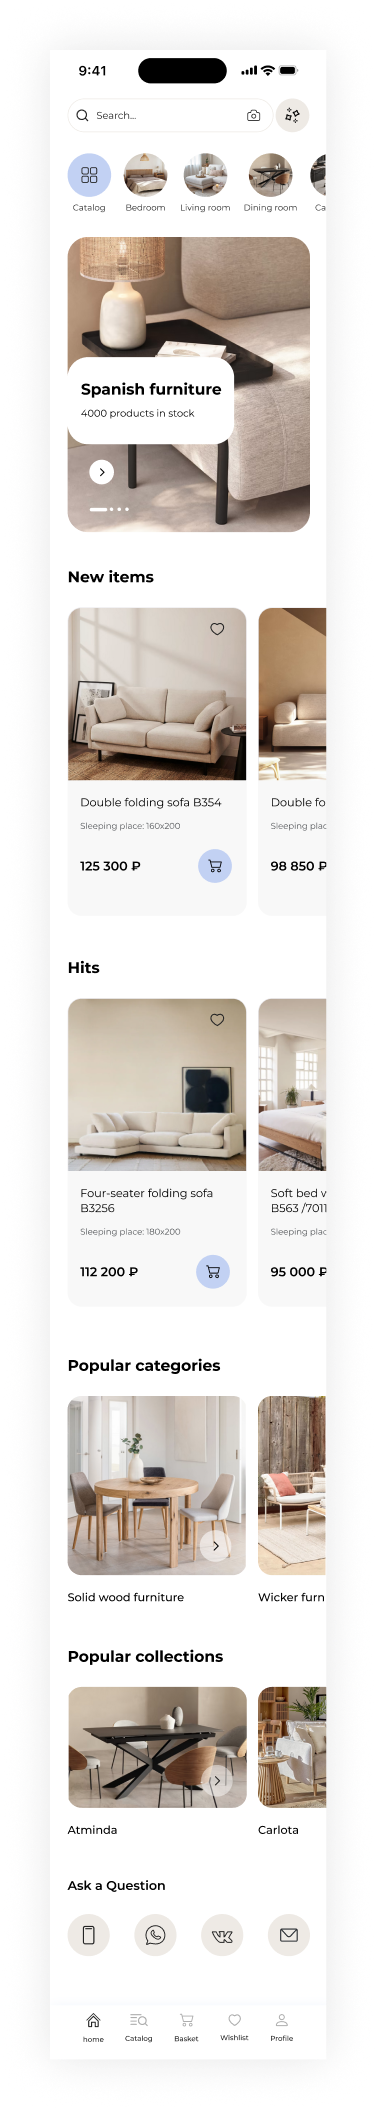 9:41
Search...
Catalog
Bedroom
Living room
Dining room
Ca
Spanish furniture
4000 products in stock
New items
Double folding sofa B354
Sleeping place: 160x200
125 300 ₽
Double fo
Sleeping plac
98 850 ₽
Hits
Four-seater folding sofa
B3256
Sleeping place: 180x200
112 200 ₽
Soft bed
B563 /7011
Sleeping plac
95 000 ₽
Popular categories
Solid wood furniture
Wicker furn
Popular collections
Atminda
Carlota
Ask a Question
home
Catalog
Basket
Wishlist
Profile